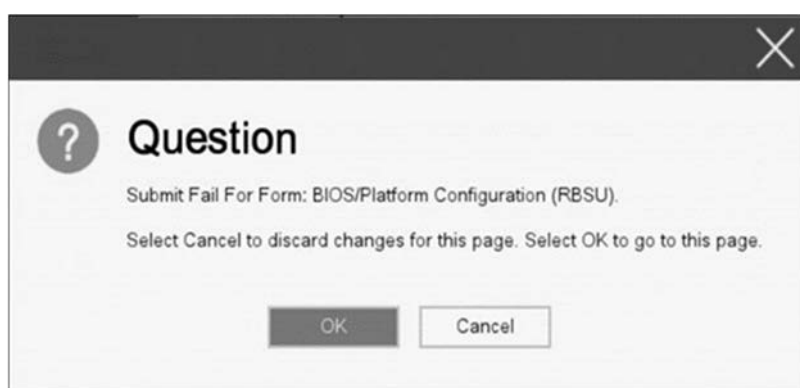 Question
Submit Fail For Form: BIOS/Platform Configuration (RBSU).
Select Cancel to discard changes for this page. Select OK to go to this page.
OK
Cancel